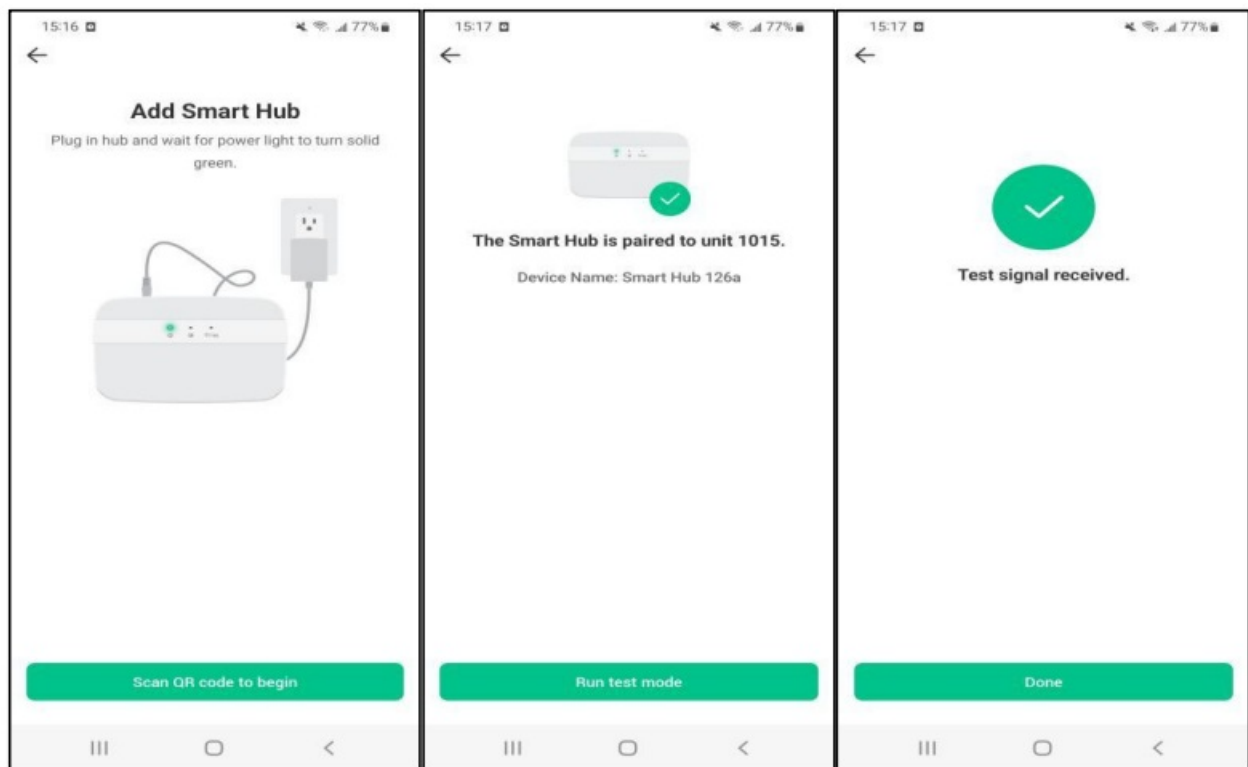 15:16
77%
Add Smart Hub
Plug in hub and wait for power light to turn solid
green.
Scan QR code to begin
15:17
77%
The Smart Hub is paired to unit 1015.
Device Name: Smart Hub 126a
Run test mode
15:17
77%
Test signal received.
Done